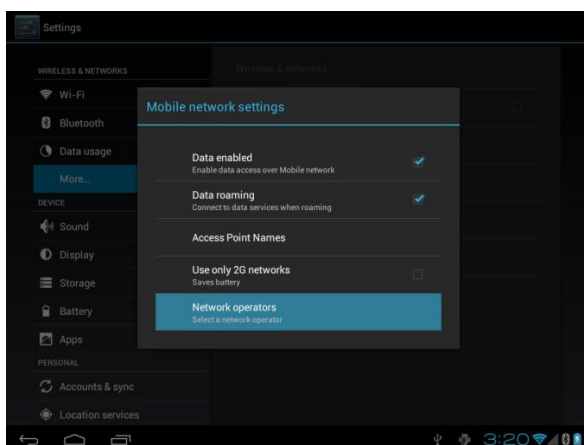 Settings
WIRELESS & NETWORKS
Wireless & networks
Wi-Fi
Bluetooth
Data usage
More...
DEVICE
Sound
Display
Storage
Battery
Apps
PERSONAL
Accounts & sync
Location services
Mobile network settings
Data enabled
Enable data access over Mobile network
Data roaming
Connect to data services when roaming
Access Point Names
Use only 2G networks
Saves battery
Network operators
Select a network operator
3:20